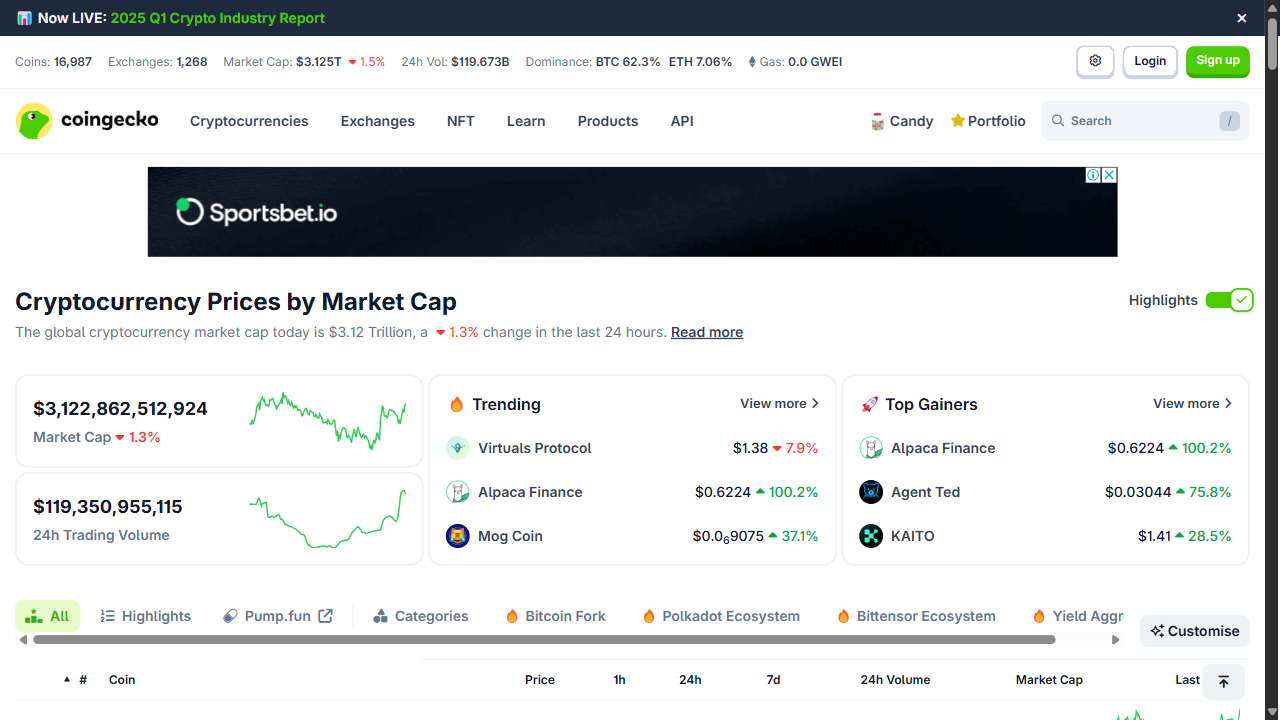 Now LIVE: 2025 Q1 Crypto Industry Report
Coins: 16,987 Exchanges: 1,268 Market Cap: $3.125T 1.5% 24h Vol: $119.673B Dominance: BTC 62.3% ETH 7.06% Gas: 0.0 GWEI Login Sign up
coingecko Cryptocurrencies Exchanges NFT Learn Products API Candy Portfolio Search /
Sportsbet.io
Cryptocurrency Prices by Market Cap Highlights
The global cryptocurrency market cap today is $3.12 Trillion, a 1.3% change in the last 24 hours. Read more
$3,122,862,512,924
Market Cap 1.3%
$119,350,955,115
24h Trading Volume
Trending View more
Virtuals Protocol $1.38 7.9%
Alpaca Finance $0.6224 100.2%
Mog Coin $0.0₆9075 37.1%
Top Gainers View more
Alpaca Finance $0.6224 100.2%
Agent Ted $0.03044 75.8%
KAITO $1.41 28.5%
All Highlights Pump.fun Categories Bitcoin Fork Polkadot Ecosystem Bittensor Ecosystem Yield Aggr
Customise
# Coin Price 1h 24h 7d 24h Volume Market Cap Last